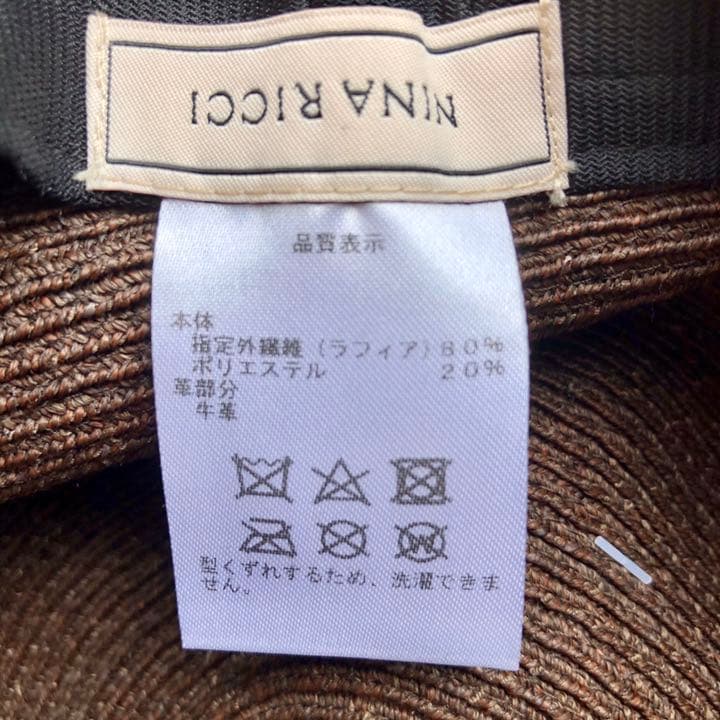 NINA RICCI
品質表示
本体
指定外繊維(ラフィア)80%
ポリエステル 20%
革部分
牛革
W
型くずれするため、洗濯できま
せん。